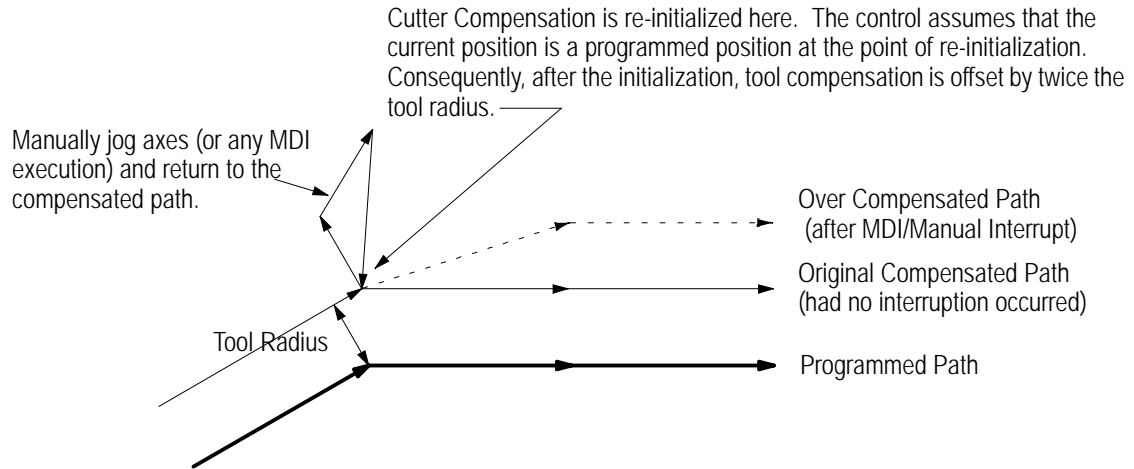 Cutter Compensation is re-initialized here. The control assumes that the
current position is a programmed position at the point of re-initialization.
Consequently, after the initialization, tool compensation is offset by twice the
tool radius.
Manually jog axes (or any MDI
execution) and return to the
compensated path.
Over Compensated Path
(after MDI/Manual Interrupt)
Original Compensated Path
(had no interruption occurred)
Tool Radius
Programmed Path